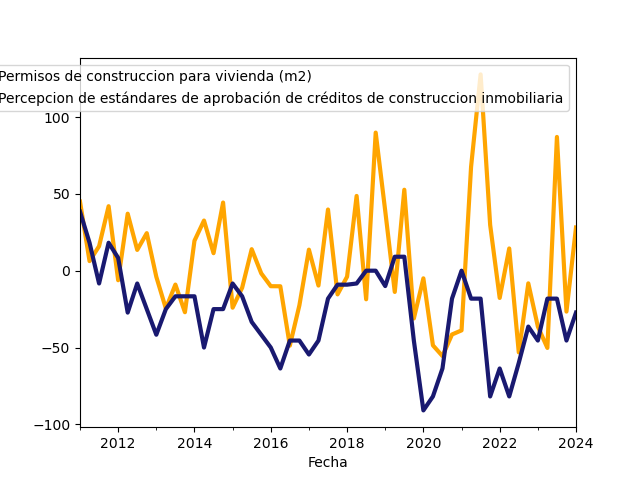 Permisos de construccion para vivienda (m2)
Percepcion de estándares de aprobación de créditos de construccion inmobiliaria
100
50
0
−50
−100
2012 2014 2016 2018 2020 2022 2024
Fecha